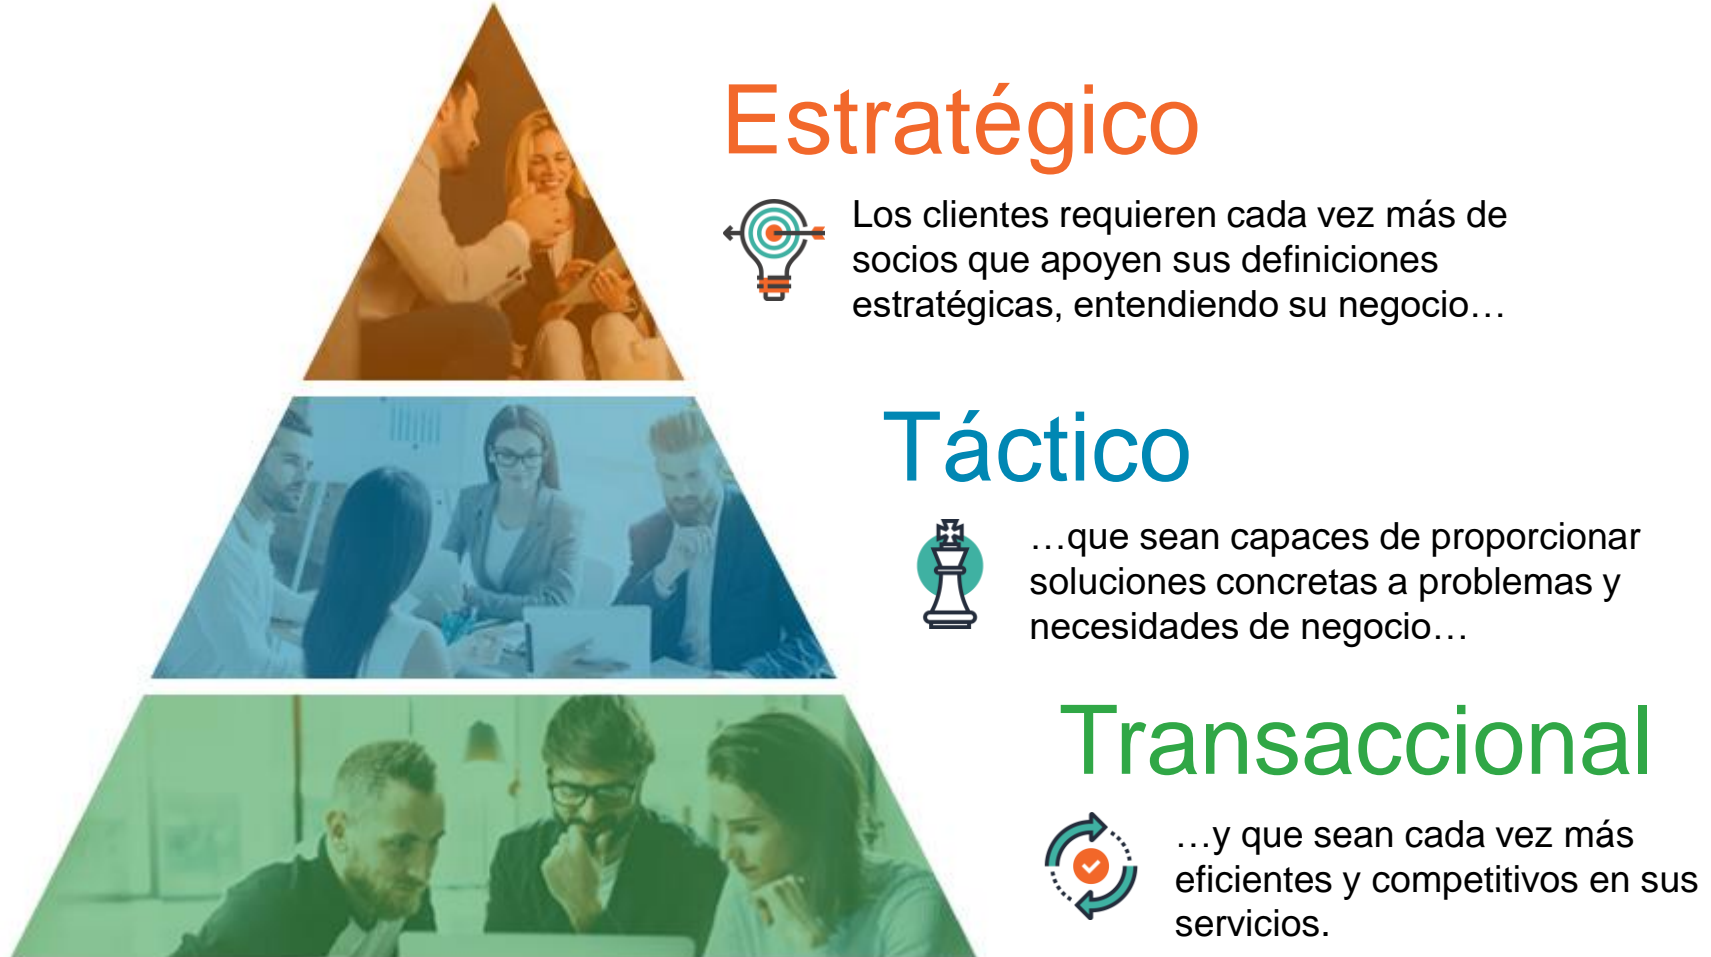 Estratégico
Los clientes requieren cada vez más de
socios que apoyen sus definiciones
estratégicas, entendiendo su negocio…
Táctico
…que sean capaces de proporcionar
soluciones concretas a problemas y
necesidades de negocio…
Transaccional
…y que sean cada vez más
eficientes y competitivos en sus
servicios.